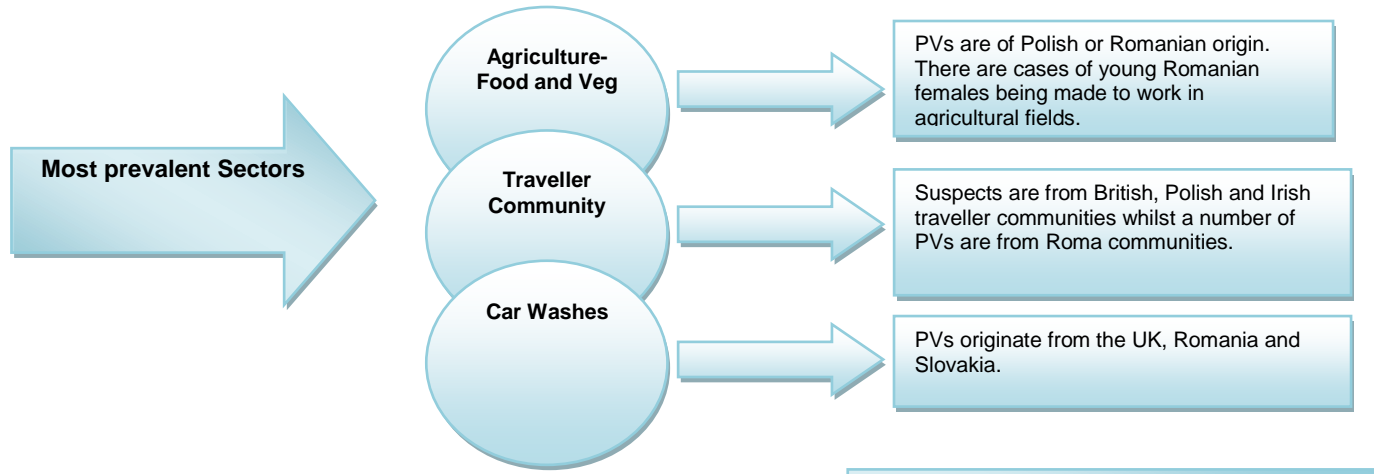 Most prevalent Sectors
Agriculture-
Food and Veg
PVs are of Polish or Romanian origin.
There are cases of young Romanian
females being made to work in
agricultural fields.
Traveller
Community
Suspects are from British, Polish and Irish
traveller communities whilst a number of
PVs are from Roma communities.
Car Washes
PVs originate from the UK, Romania and
Slovakia.